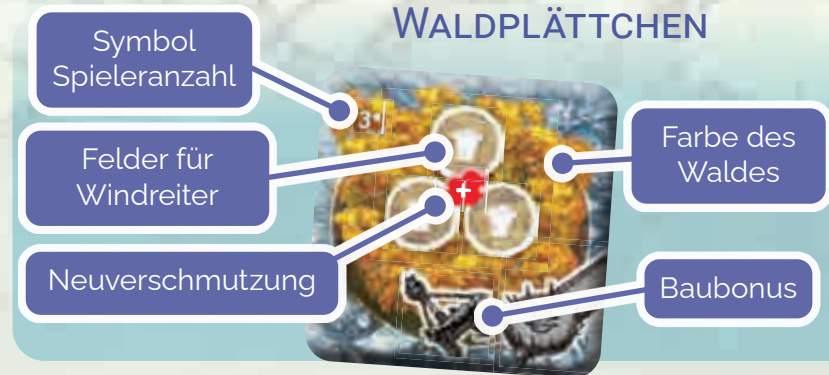 WALDPLÄTTCHEN
Symbol
Spieleranzahl
3+
Felder für
Windreiter
+
Farbe des
Waldes
Neuverschmutzung
Baubonus